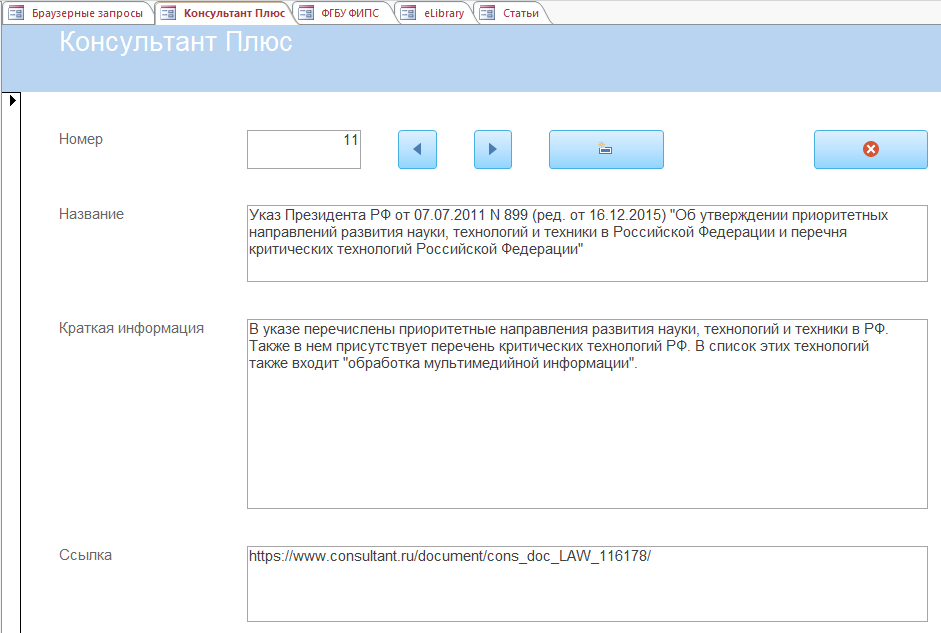 Браузерные запросы Консультант Плюс ФГБУ ФИПС eLibrary Статьи
Консультант Плюс
Номер 11
Название
Указ Президента РФ от 07.07.2011 N 899 (ред. от 16.12.2015) "Об утверждении приоритетных
направлений развития науки, технологий и техники в Российской Федерации и перечня
критических технологий Российской Федерации"
Краткая информация
В указе перечислены приоритетные направления развития науки, технологий и техники в РФ.
Также в нем присутствует перечень критических технологий РФ. В список этих технологий
также входит "обработка мультимедийной информации".
Ссылка
https://www.consultant.ru/document/cons_doc_LAW_116178/